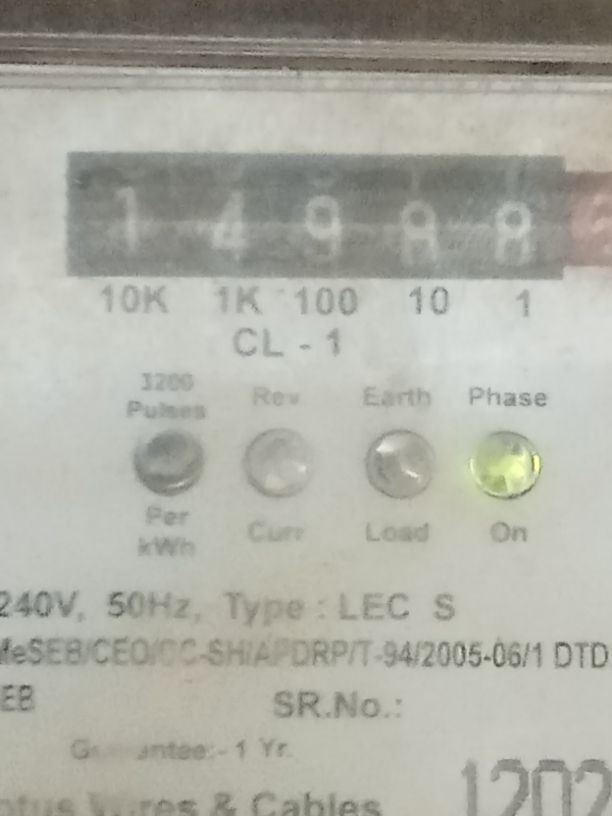 1 4 9 8 8
10K 1K 100 10 1
CL - 1
3200 Rev Earth Phase
Pulses
Per Curr Load On
kWh
240V, 50Hz, Type : LEC S
MeSEB/CEO/CC-SH/APDRP/T-94/2005-06/1 DTD
EB SR.No.:
Guarantee:- 1 Yr.
Wires & Cables 1202